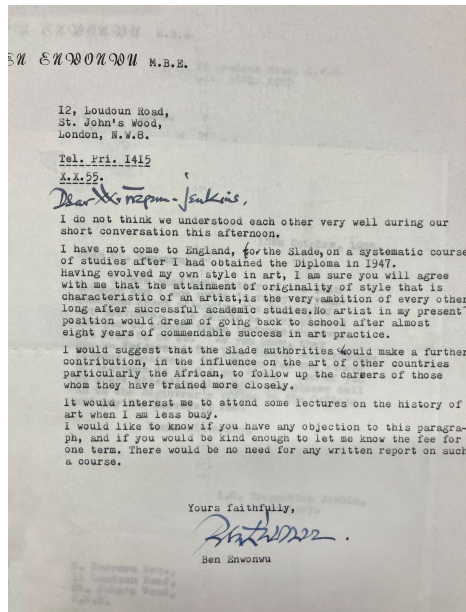 EN ENWONWU M.B.E.
I2, Loudoun Road,
St. John's Wood,
London, N.W.8.
Tel. Pri. I415
X.X.55.
Dear - Jenkins,
I do not think we understood each other very well during our
short conversation this afternoon.
I have not come to England, for the Slade, on a systematic course
of studies after I had obtained the Diploma in 1947.
Having evolved my own style in art, I am sure you will agree
with me that the attainment of originality of style that is
characteristic of an artist,is the very ambition of every other
long after successful academic studies.No artist in my present
position would dream of going back to school after almost
eight years of commendable success in art practice.
I would suggest that the Slade authorities would make a further
contribution, in the influence on the art of other countries
particularly the African, to follow up the careers of those
whom they have trained more closely.
It would interest me to attend some lectures on the history of
art when I am less busy.
I would like to know if you have any objection to this paragra-
ph, and if you would be kind enough to let me know the fee for
one term. There would be no need for any written report on such
a course.
Yours faithfully,
Ben Enwonwu